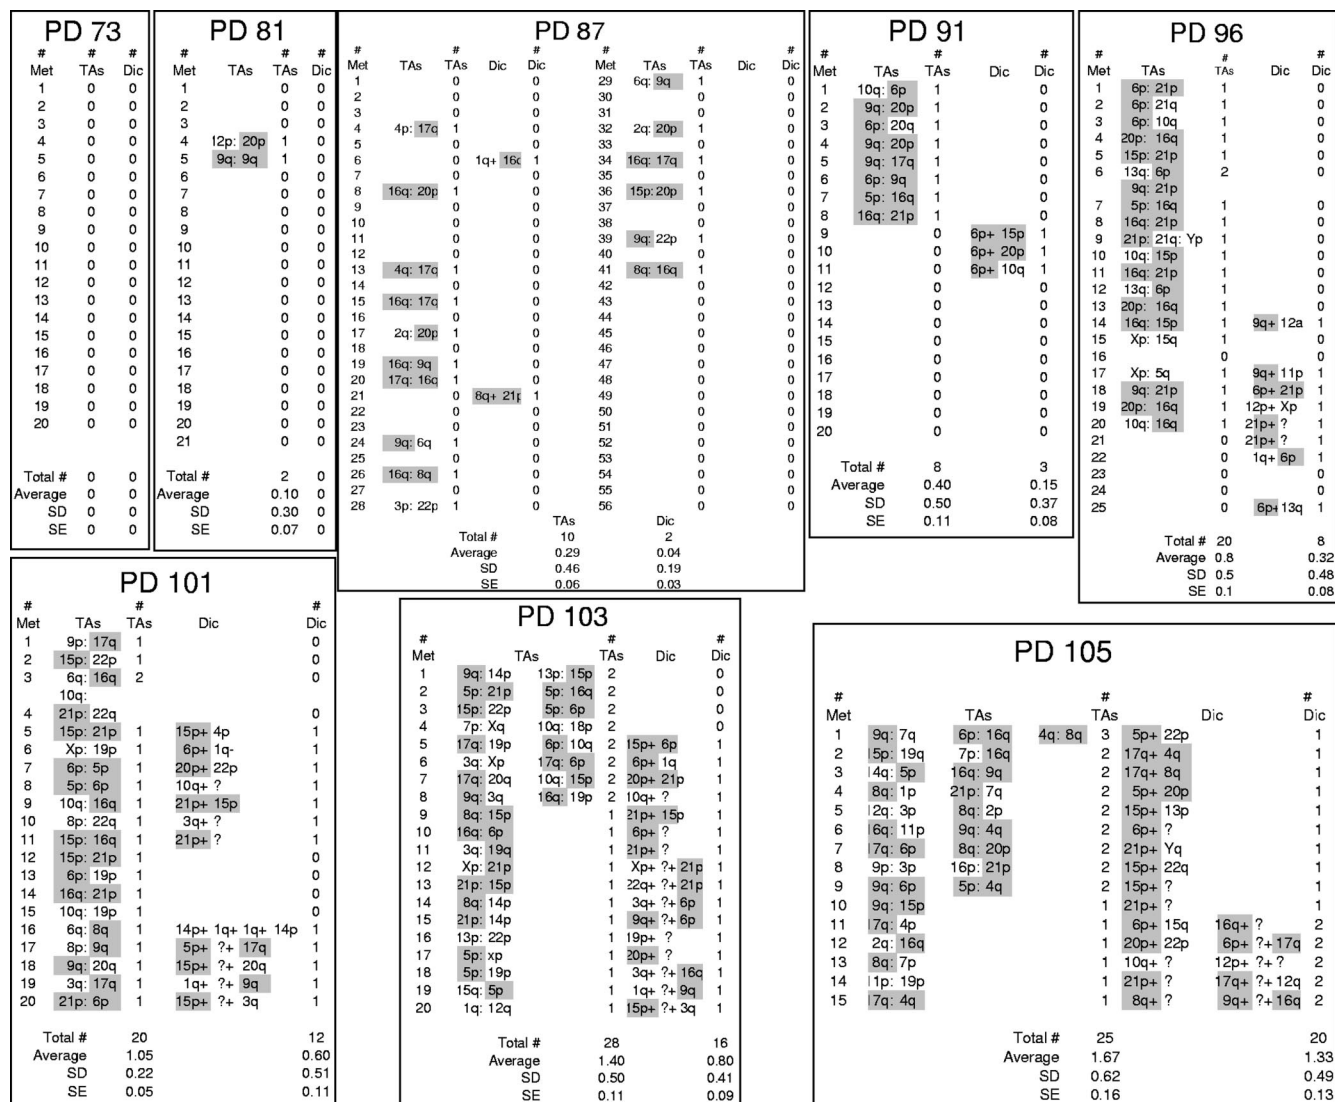 PD 73
# # #
Met TAs Dic
1 0 0
2 0 0
3 0 0
4 0 0
5 0 0
6 0 0
7 0 0
8 0 0
9 0 0
10 0 0
11 0 0
12 0 0
13 0 0
14 0 0
15 0 0
16 0 0
17 0 0
18 0 0
19 0 0
20 0 0
Total # 0 0
Average 0 0
SD 0 0
SE 0 0
PD 81
# # #
Met TAs Dic
1 0 0
2 0 0
3 0 0
4 12p: 20p 1 0
5 9q: 9q 1 0
6 0 0
7 0 0
8 0 0
9 0 0
10 0 0
11 0 0
12 0 0
13 0 0
14 0 0
15 0 0
16 0 0
17 0 0
18 0 0
19 0 0
20 0 0
21 0 0
Total # 2 0
Average 0.10 0
SD 0.30 0
SE 0.07 0
PD 87
# # # # # #
Met TAs TAs Dic Dic Met TAs TAs Dic Dic
1 0 0 29 6q: 9q 1 0
2 0 0 30 0
3 0 0 31 0
4 4p: 17q 1 0 32 2q: 20p 1 0
5 0 0 33 0
6 0 1q+ 16q 1 34 16q: 17q 1 0
7 0 0 35 0
8 16q: 20p 1 0 36 15p: 20p 1 0
9 0 0 37 0
10 0 0 38 0
11 0 0 39 9q: 22p 1 0
12 0 0 40 0
13 4q: 17q 1 0 41 8q: 16q 1 0
14 0 0 42 0
15 16q: 17q 1 0 43 0
16 0 0 44 0
17 2q: 20p 1 0 45 0
18 0 0 46 0
19 16q: 9q 1 0 47 0
20 17q: 16q 1 0 48 0
21 0 8q+ 21p 1 49 0
22 0 0 50 0
23 0 0 51 0
24 9q: 6q 1 0 52 0
25 0 0 53 0
26 16q: 8q 1 0 54 0
27 0 0 55 0
28 3p: 22p 1 0 56 0
TAs Dic
Total # 10 2
Average 0.29 0.04
SD 0.46 0.19
SE 0.06 0.03
PD 91
# # #
Met TAs TAs Dic Dic
1 10q: 6p 1 0
2 9q: 20p 1 0
3 6p: 20q 1 0
4 9q: 20p 1 0
5 9q: 17q 1 0
6 6p: 9q 1 0
7 5p: 16q 1 0
8 16q: 21p 1 0
9 0 6p+ 15p 1
10 0 6p+ 20p 1
11 0 6p+ 10q 1
12 0 0
13 0 0
14 0 0
15 0 0
16 0 0
17 0 0
18 0 0
19 0 0
20 0 0
Total # 8 3
Average 0.40 0.15
SD 0.50 0.37
SE 0.11 0.08
PD 96
# # #
Met TAs TAs Dic Dic
1 6p: 21p 1 0
2 6p: 21q 1 0
3 6p: 10q 1 0
4 20p: 16q 1 0
5 15p: 21p 1 0
6 13q: 6p 2 0
9q: 21p
7 5p: 16q 1 0
8 16q: 21p 1 0
9 21p: 21q: Yp 1 0
10 10q: 15p 1 0
11 16q: 21p 1 0
12 13q: 6p 1 0
13 20p: 16q 1 0
14 16q: 15p 1 9q+ 12a 1
15 Xp: 15q 1 0
16 0 0
17 Xp: 5q 1 9q+ 11p 1
18 9q: 21p 1 6p+ 21p 1
19 20p: 16q 1 12p+ Xp 1
20 10q: 16q 1 21p+ ? 1
21 0 21p+ ? 1
22 0 1q+ 6p 1
23 0 0
24 0 0
25 0 6p+ 13q 1
Total # 20 8
Average 0.8 0.32
SD 0.5 0.48
SE 0.1 0.08
PD 101
# # #
Met TAs TAs Dic Dic
1 9p: 17q 1 0
2 15p: 22p 1 0
3 6q: 16q 2 0
10q:
4 21p: 22q 0
5 15p: 21p 1 15p+ 4p 1
6 Xp: 19p 1 6p+ 1q- 1
7 6p: 5p 1 20p+ 22p 1
8 5p: 6p 1 10q+ ? 1
9 10q: 16q 1 21p+ 15p 1
10 8p: 22q 1 3q+ ? 1
11 15p: 16q 1 21p+ ? 1
12 15p: 21p 1 0
13 6p: 19p 1 0
14 16q: 21p 1 0
15 10q: 19p 1 0
16 6q: 8q 1 14p+ 1q+ 1q+ 14p 1
17 8p: 9q 1 5p+ ?+ 17q 1
18 9q: 20q 1 15p+ ?+ 20q 1
19 3q: 17q 1 1q+ ?+ 9q 1
20 21p: 6p 1 15p+ ?+ 3q 1
Total # 20 12
Average 1.05 0.60
SD 0.22 0.51
SE 0.05 0.11
PD 103
# # #
Met TAs TAs Dic Dic
1 9q: 14p 13p: 15p 2 0
2 5p: 21p 5p: 16q 2 0
3 15p: 22p 5p: 6p 2 0
4 7p: Xq 10q: 18p 2 0
5 17q: 19p 6p: 10q 2 15p+ 6p 1
6 3q: Xp 17q: 6p 2 6p+ 1q 1
7 17q: 20q 10q: 15p 2 20p+ 21p 1
8 9q: 3q 16q: 19p 2 10q+ ? 1
9 8q: 15p 1 21p+ 15p 1
10 16q: 6p 1 6p+ ? 1
11 3q: 19q 1 21p+ ? 1
12 Xp: 21p 1 Xp+ ?+ 21p 1
13 21p: 15p 1 22q+ ?+ 21p 1
14 8q: 14p 1 3q+ ?+ 6p 1
15 21p: 14p 1 9q+ ?+ 6p 1
16 13p: 22p 1 19p+ ? 1
17 5p: xp 1 20p+ ? 1
18 5p: 19p 1 3q+ ?+ 16q 1
19 15q: 5p 1 1q+ ?+ 9q 1
20 1q: 12q 1 15p+ ?+ 3q 1
Total # 28 16
Average 1.40 0.80
SD 0.50 0.41
SE 0.11 0.09
PD 105
# # #
Met TAs TAs Dic Dic
1 9q: 7q 6p: 16q 4q: 8q 3 5p+ 22p 1
2 15p: 19q 7p: 16q 2 17q+ 4q 1
3 14q: 5p 16q: 9q 2 17q+ 8q 1
4 8q: 1p 21p: 7q 2 5p+ 20p 1
5 12q: 3p 8q: 2p 2 15p+ 13p 1
6 16q: 11p 9q: 4q 2 6p+ ? 1
7 17q: 6p 8q: 20p 2 21p+ Yq 1
8 9p: 3p 16p: 21p 2 15p+ 22q 1
9 9q: 6p 5p: 4q 2 15p+ ? 1
10 9q: 15p 1 21p+ ? 1
11 17q: 4p 1 6p+ 15q 16q+ ? 2
12 2q: 16q 1 20p+ 22p 6p+ ?+ 17q 2
13 8q: 7p 1 10q+ ? 12p+ ?+ ? 2
14 11p: 19p 1 21p+ ? 17q+ ?+ 12q 2
15 17q: 4q 1 8q+ ? 9q+ ?+ 16q 2
Total # 25 20
Average 1.67 1.33
SD 0.62 0.49
SE 0.16 0.13